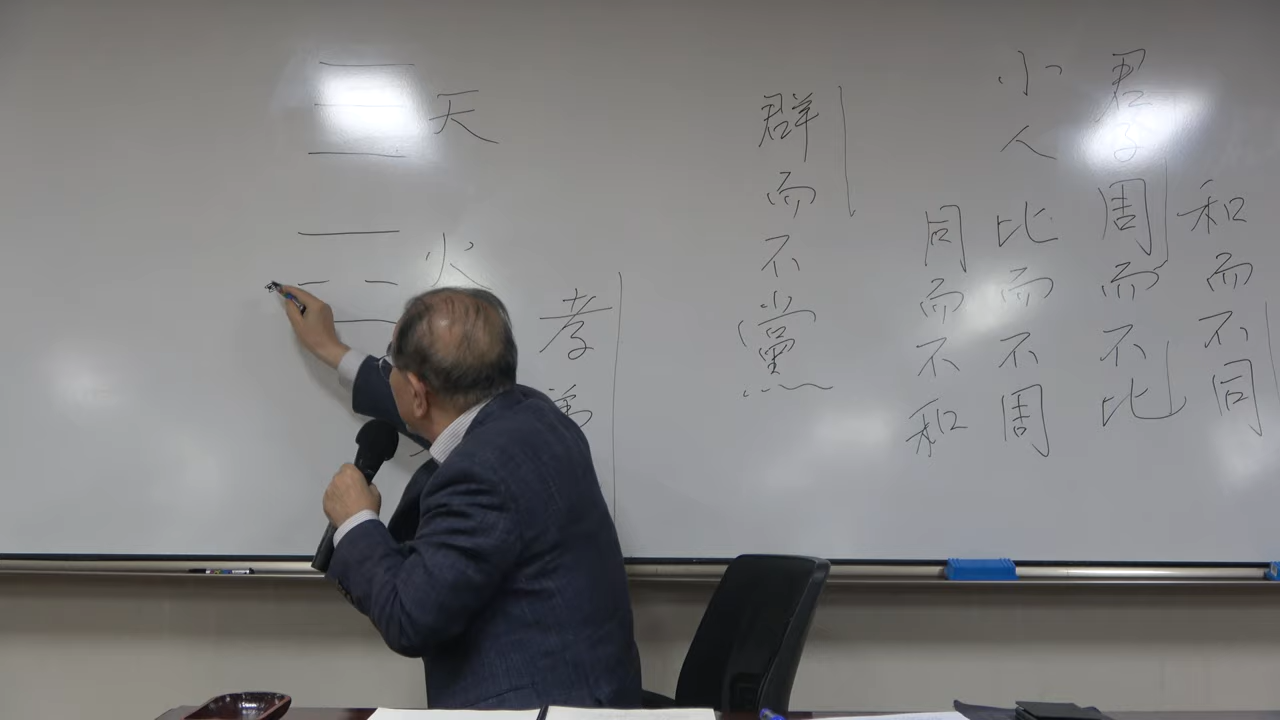 和而不同
君子周而不比
小人比而不周
同而不和
群而不黨
孝弟
天
火